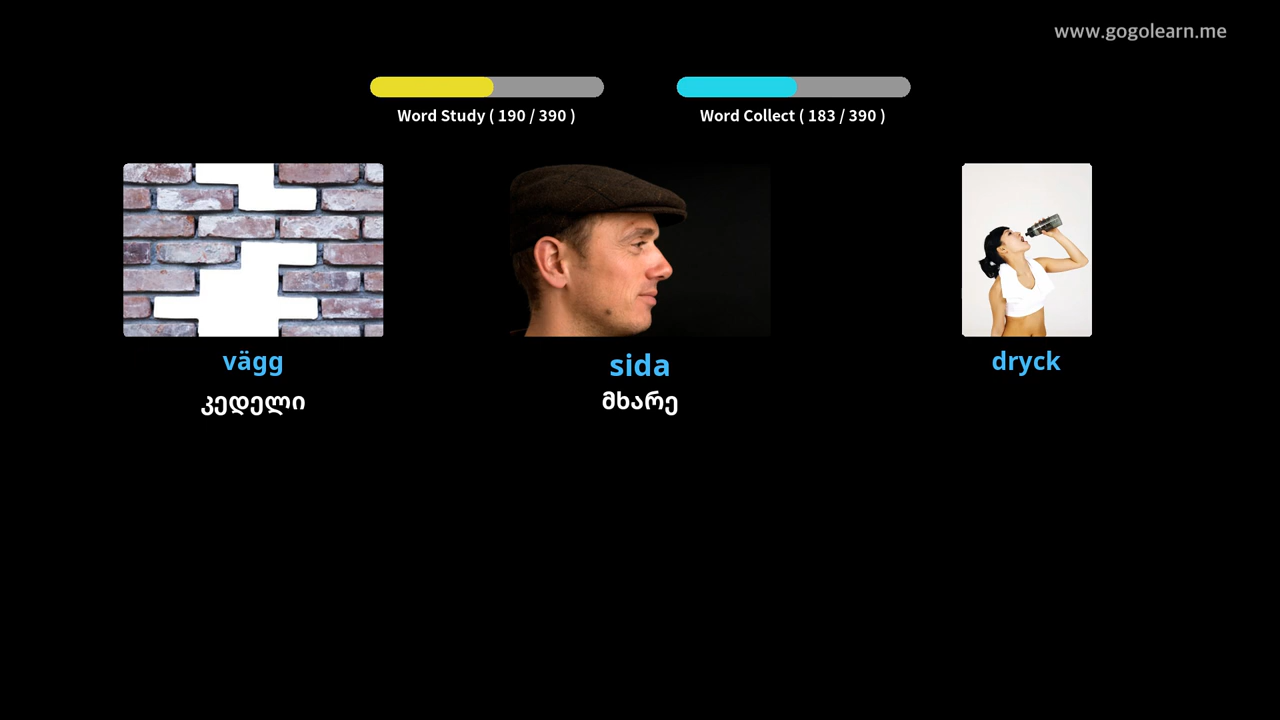 www.gogolearn.me
Word Study ( 190 / 390 )
Word Collect ( 183 / 390 )
vägg
sida
dryck
კედელი
მხარე